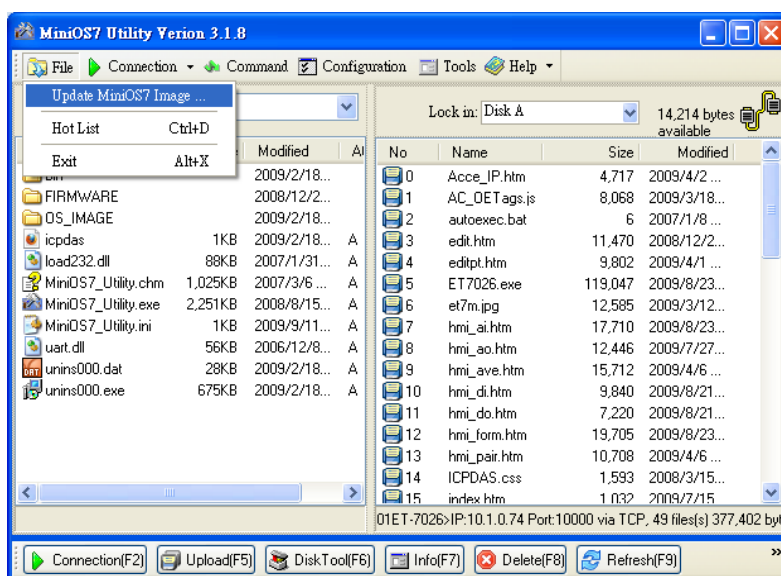 MiniOS7 Utility Verion 3.1.8
File Connection Command Configuration Tools Help
Update MiniOS7 Image ...
Hot List Ctrl+D
Exit Alt+X
Lock in: Disk A 14,214 bytes available
Modified
2009/2/18...
FIRMWARE 2008/12/2...
OS_IMAGE 2009/2/18...
icpdas 1KB 2009/2/18... A
load232.dll 88KB 2007/1/31... A
MiniOS7_Utility.chm 1,025KB 2007/3/6 ... A
MiniOS7_Utility.exe 2,251KB 2008/8/15... A
MiniOS7_Utility.ini 1KB 2009/9/11... A
uart.dll 56KB 2006/12/8... A
unins000.dat 28KB 2009/2/18... A
unins000.exe 675KB 2009/2/18... A
No Name Size Modified
0 Acce_IP.htm 4,717 2009/4/2 ...
1 AC_OETags.js 8,068 2009/3/18...
2 autoexec.bat 6 2007/1/8 ...
3 edit.htm 11,470 2008/12/2...
4 editpt.htm 9,802 2009/4/1 ...
5 ET7026.exe 119,047 2009/8/23...
6 et7m.jpg 12,585 2009/3/12...
7 hmi_ai.htm 17,710 2009/8/23...
8 hmi_ao.htm 12,446 2009/7/27...
9 hmi_ave.htm 15,712 2009/4/6 ...
10 hmi_di.htm 9,840 2009/8/21...
11 hmi_do.htm 7,220 2009/8/21...
12 hmi_form.htm 19,705 2009/8/23...
13 hmi_pair.htm 10,708 2009/4/6 ...
14 ICPDAS.css 1,593 2008/3/15...
15 index.htm 1,032 2009/7/15
01ET-7026>IP:10.1.0.74 Port:10000 via TCP, 49 files(s) 377,402 byt
Connection(F2) Upload(F5) DiskTool(F6) Info(F7) Delete(F8) Refresh(F9) »